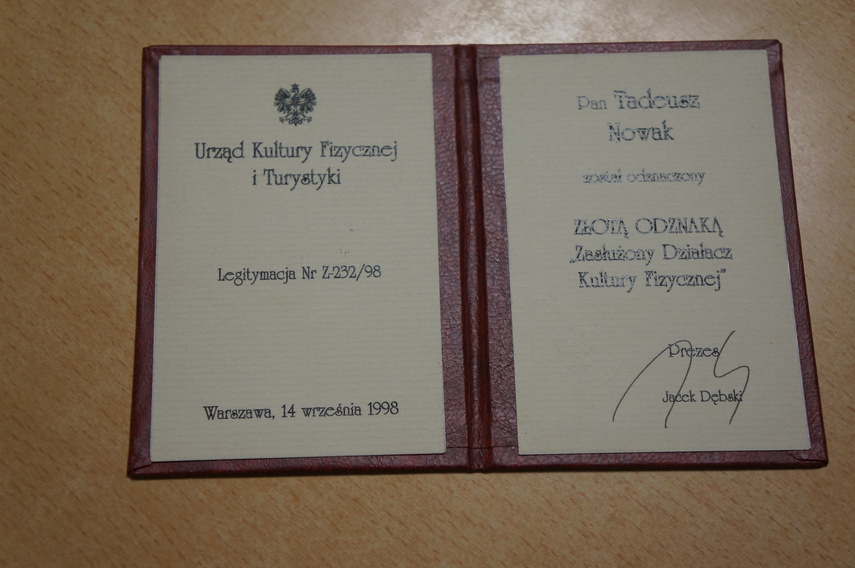 Urząd Kultury Fizycznej
i Turystyki
Legitymacja Nr Z-232/98
Warszawa, 14 września 1998
Pan Tadeusz
Nowak
został odznaczony
ZŁOTĄ ODZNAKĄ
„Zasłużony Działacz
Kultury Fizycznej”
Prezes
Jacek Dębski